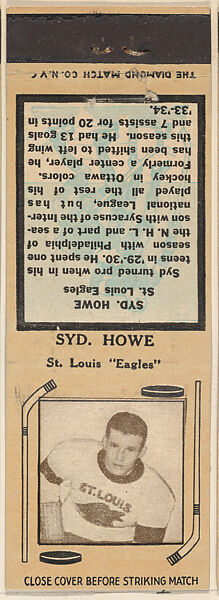 THE DIAMOND MATCH CO. N.Y.C.
SYD. HOWE
St. Louis Eagles
Syd turned pro when in his
teens in '29-'30. He spent one
season with Philadelphia of
the N. H. L. and part of a sea-
son with Syracuse of the Inter-
national League, but has
played all the rest of his
hockey in Ottawa colors.
Formerly a center player, he
has been shifted to left wing
this season. He had 13 goals
and 7 assists for 20 points in
'33-'34.
SYD. HOWE
St. Louis "Eagles"
ST. LOUIS
CLOSE COVER BEFORE STRIKING MATCH